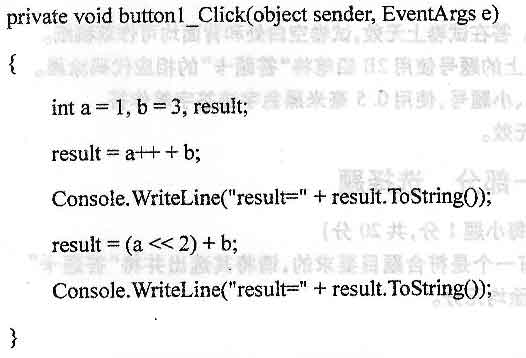 private void button1_Click(object sender, EventArgs e)
{
int a = 1, b = 3, result;
result = a++ + b;
Console.WriteLine("result=" + result.ToString());
result = (a << 2) + b;
Console.WriteLine("result=" + result.ToString());
}